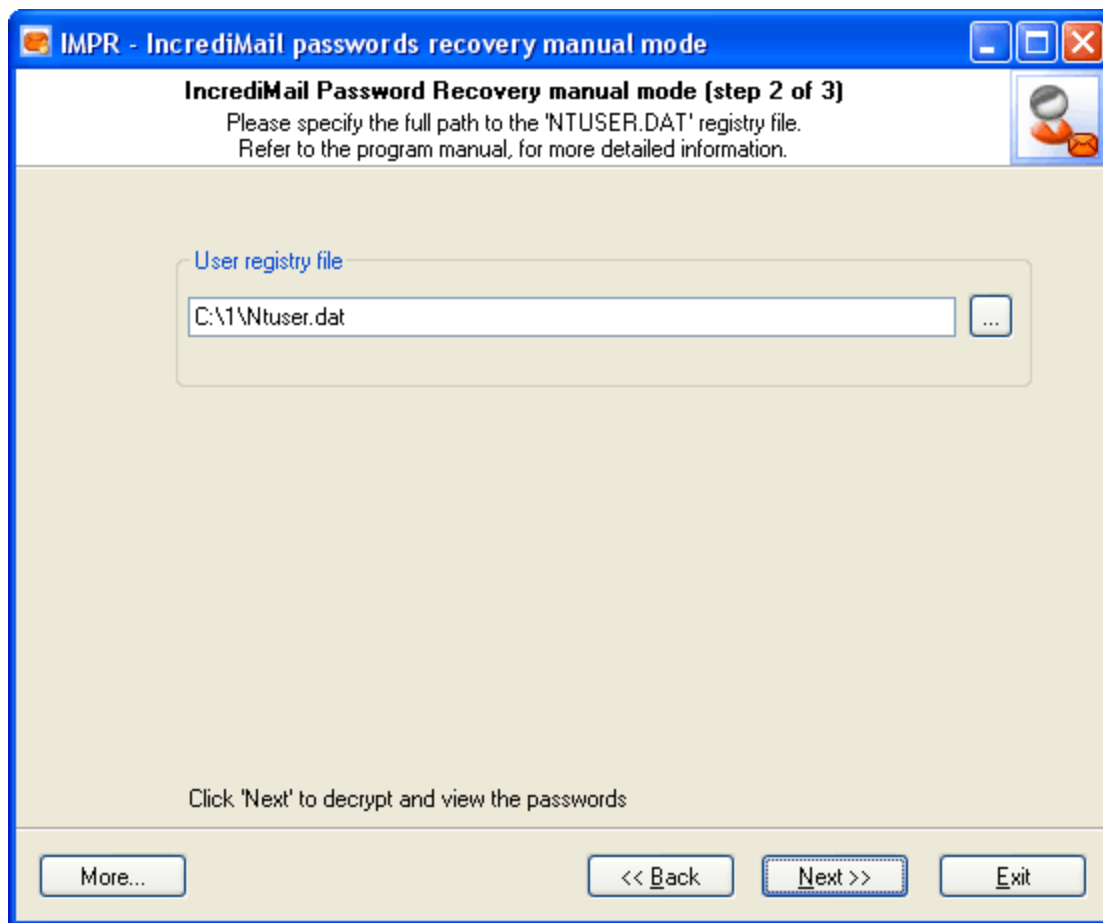 IMPR - IncrediMail passwords recovery manual mode
IncrediMail Password Recovery manual mode (step 2 of 3)
Please specify the full path to the 'NTUSER.DAT' registry file.
Refer to the program manual, for more detailed information.
User registry file
C:\1\Ntuser.dat
...
Click 'Next' to decrypt and view the passwords
More...
<< Back
Next >>
Exit